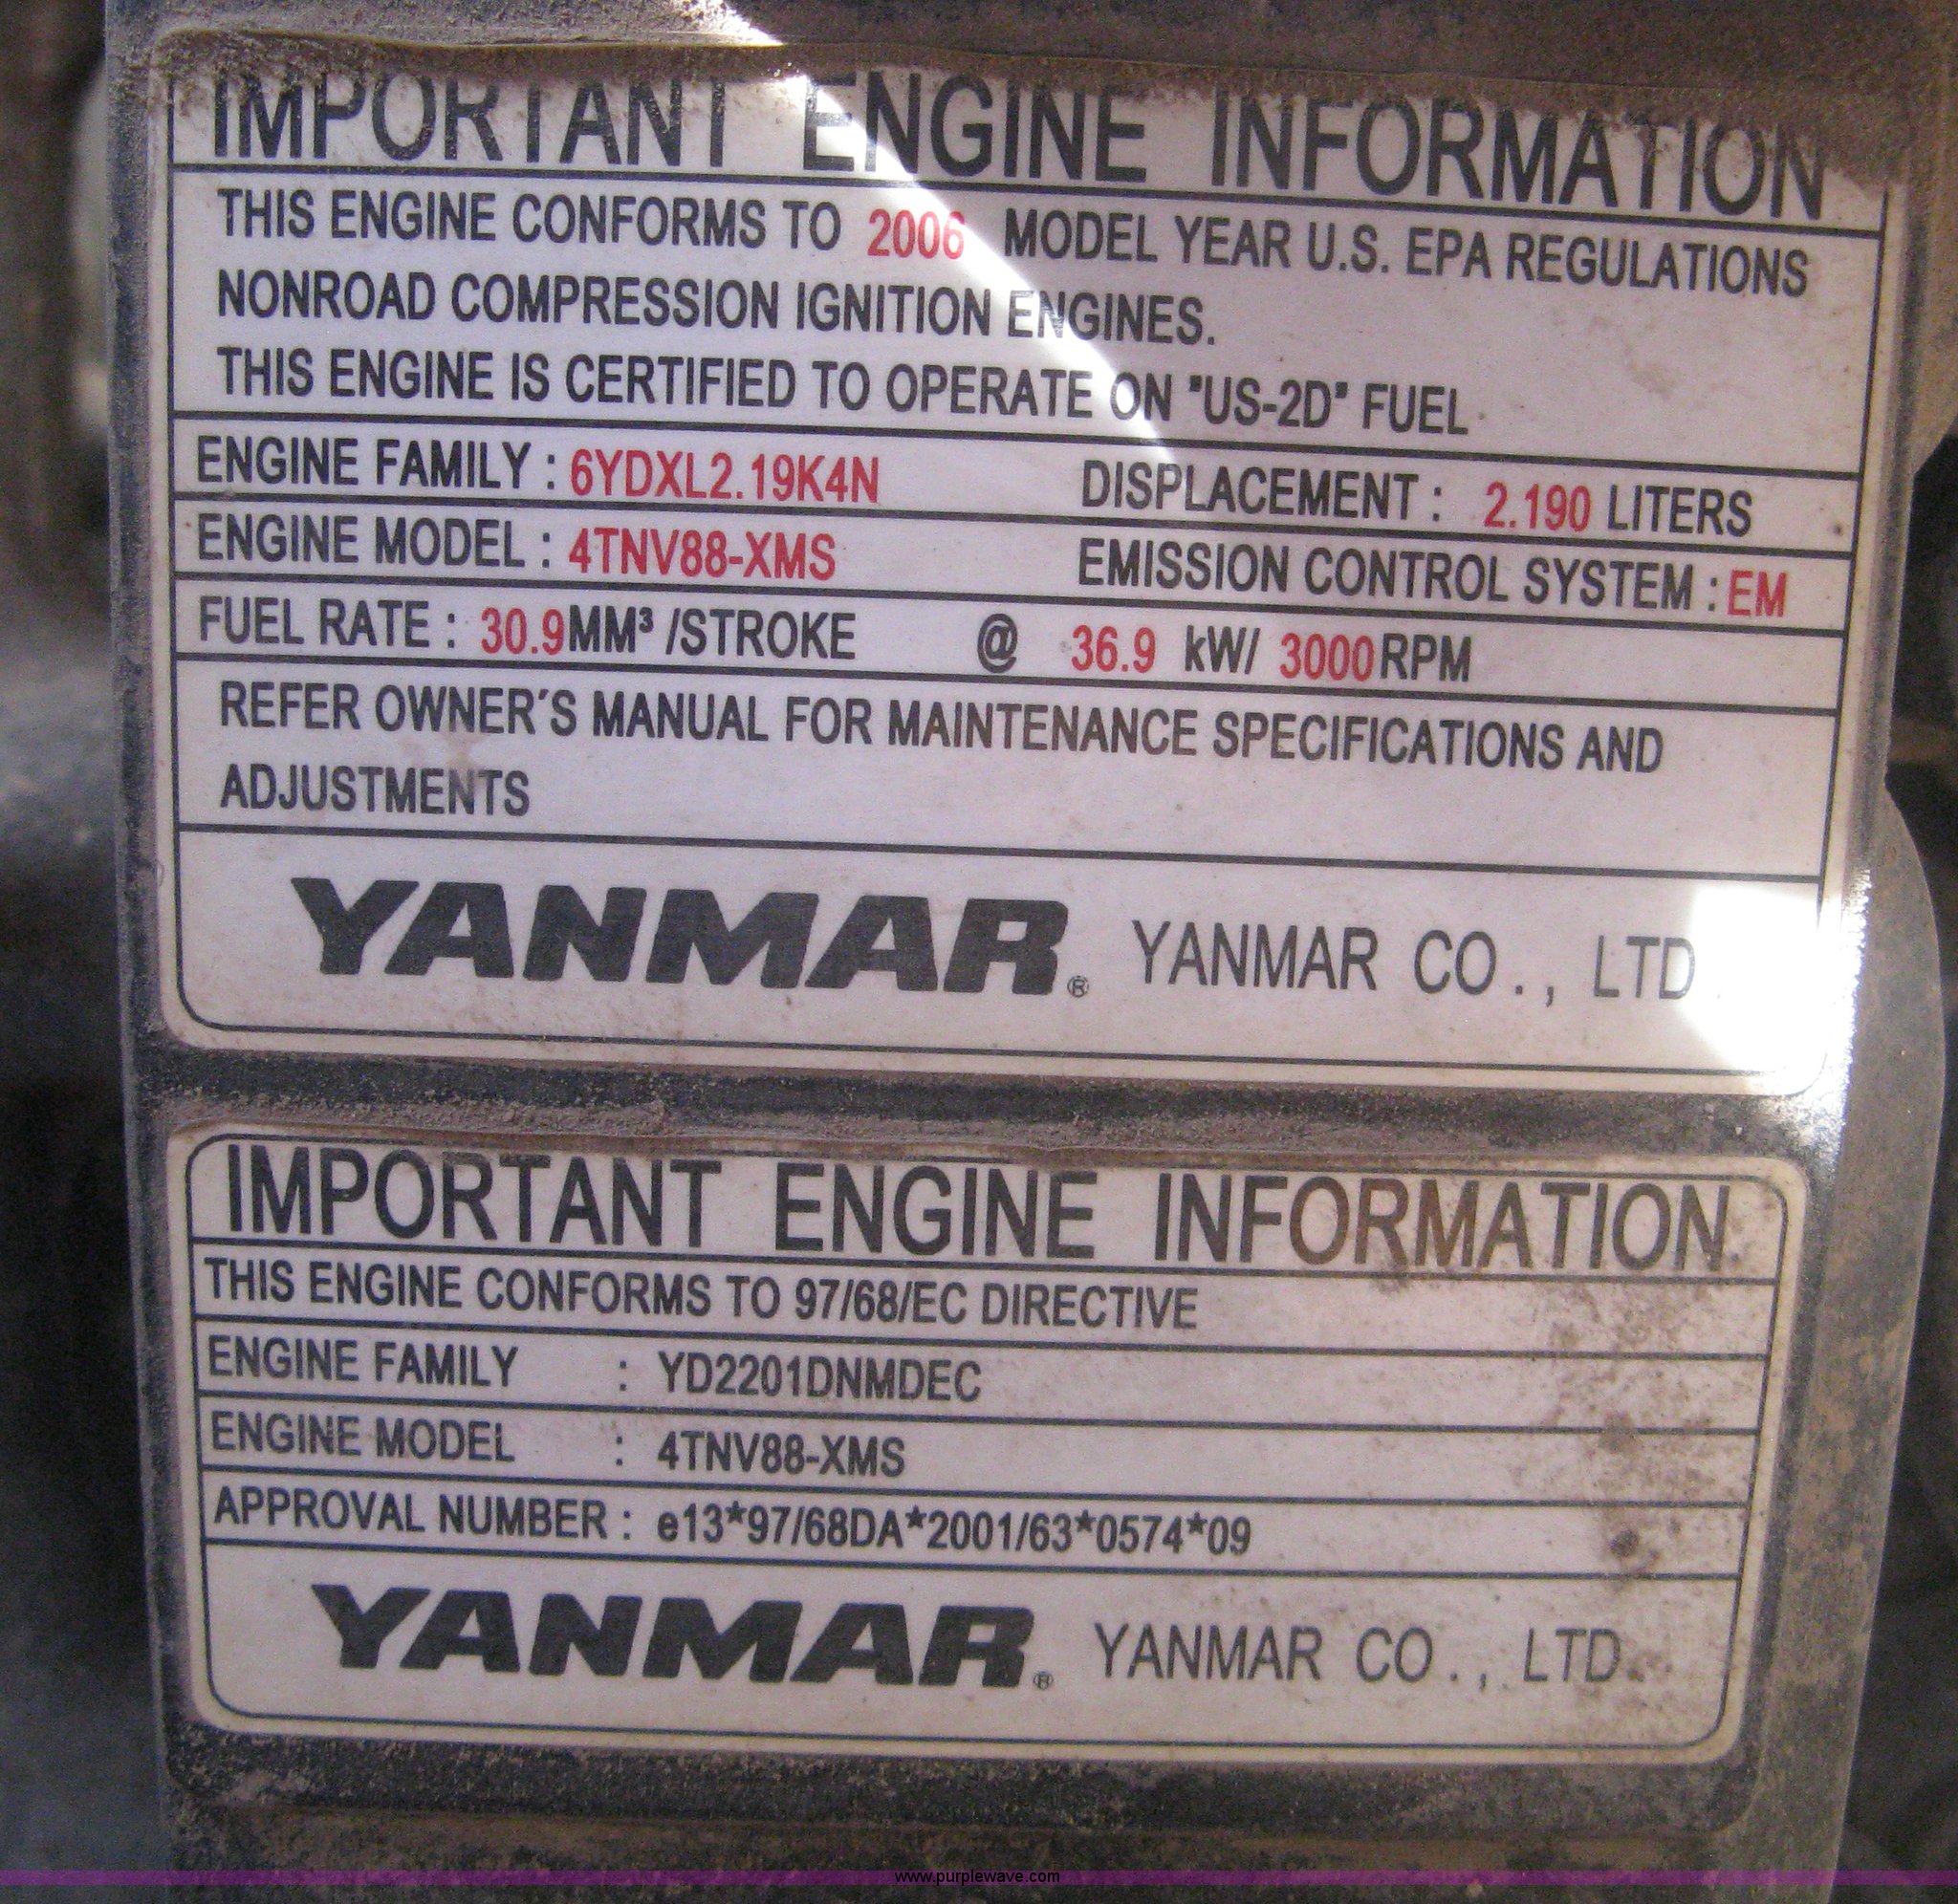 IMPORTANT ENGINE INFORMATION
THIS ENGINE CONFORMS TO 2006 MODEL YEAR U.S. EPA REGULATIONS
NONROAD COMPRESSION IGNITION ENGINES.
THIS ENGINE IS CERTIFIED TO OPERATE ON "US-2D" FUEL
ENGINE FAMILY : 6YDXL2.19K4N DISPLACEMENT : 2.190 LITERS
ENGINE MODEL : 4TNV88-XMS EMISSION CONTROL SYSTEM : EM
FUEL RATE : 30.9MM³ /STROKE @ 36.9 kW/ 3000RPM
REFER OWNER'S MANUAL FOR MAINTENANCE SPECIFICATIONS AND
ADJUSTMENTS
YANMAR® YANMAR CO., LTD
IMPORTANT ENGINE INFORMATION
THIS ENGINE CONFORMS TO 97/68/EC DIRECTIVE
ENGINE FAMILY : YD2201DNMDEC
ENGINE MODEL : 4TNV88-XMS
APPROVAL NUMBER : e13*97/68DA*2001/63*0574*09
YANMAR® YANMAR CO., LTD.
www.purplewave.com